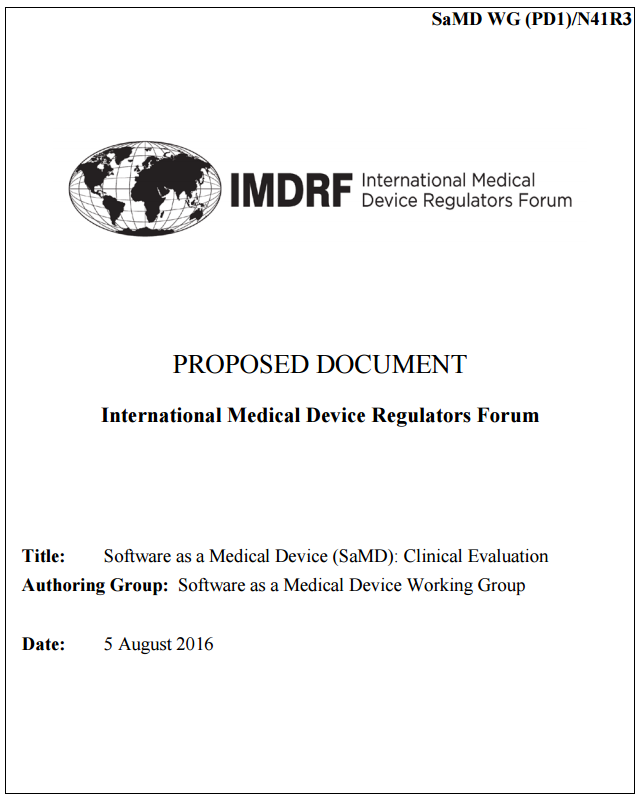 SaMD WG (PD1)/N41R3
IMDRF International Medical
Device Regulators Forum
PROPOSED DOCUMENT
International Medical Device Regulators Forum
Title: Software as a Medical Device (SaMD): Clinical Evaluation
Authoring Group: Software as a Medical Device Working Group
Date: 5 August 2016